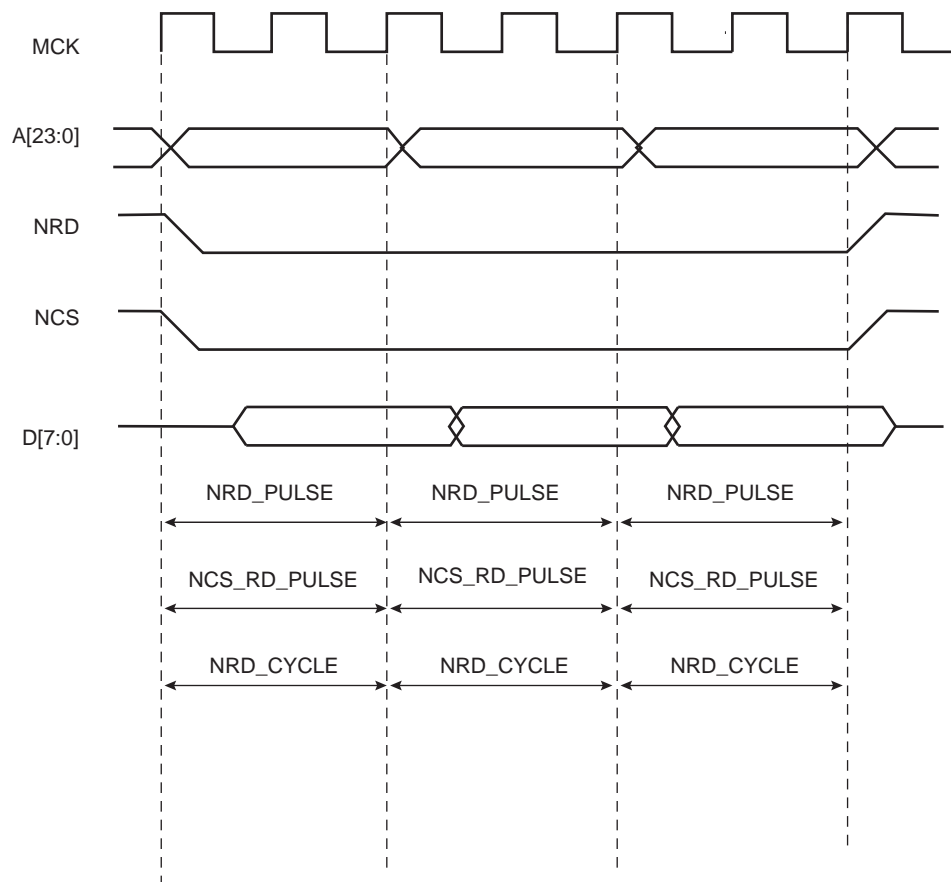 MCK
A[23:0]
NRD
NCS
D[7:0]
NRD_PULSE NRD_PULSE NRD_PULSE
NCS_RD_PULSE NCS_RD_PULSE NCS_RD_PULSE
NRD_CYCLE NRD_CYCLE NRD_CYCLE